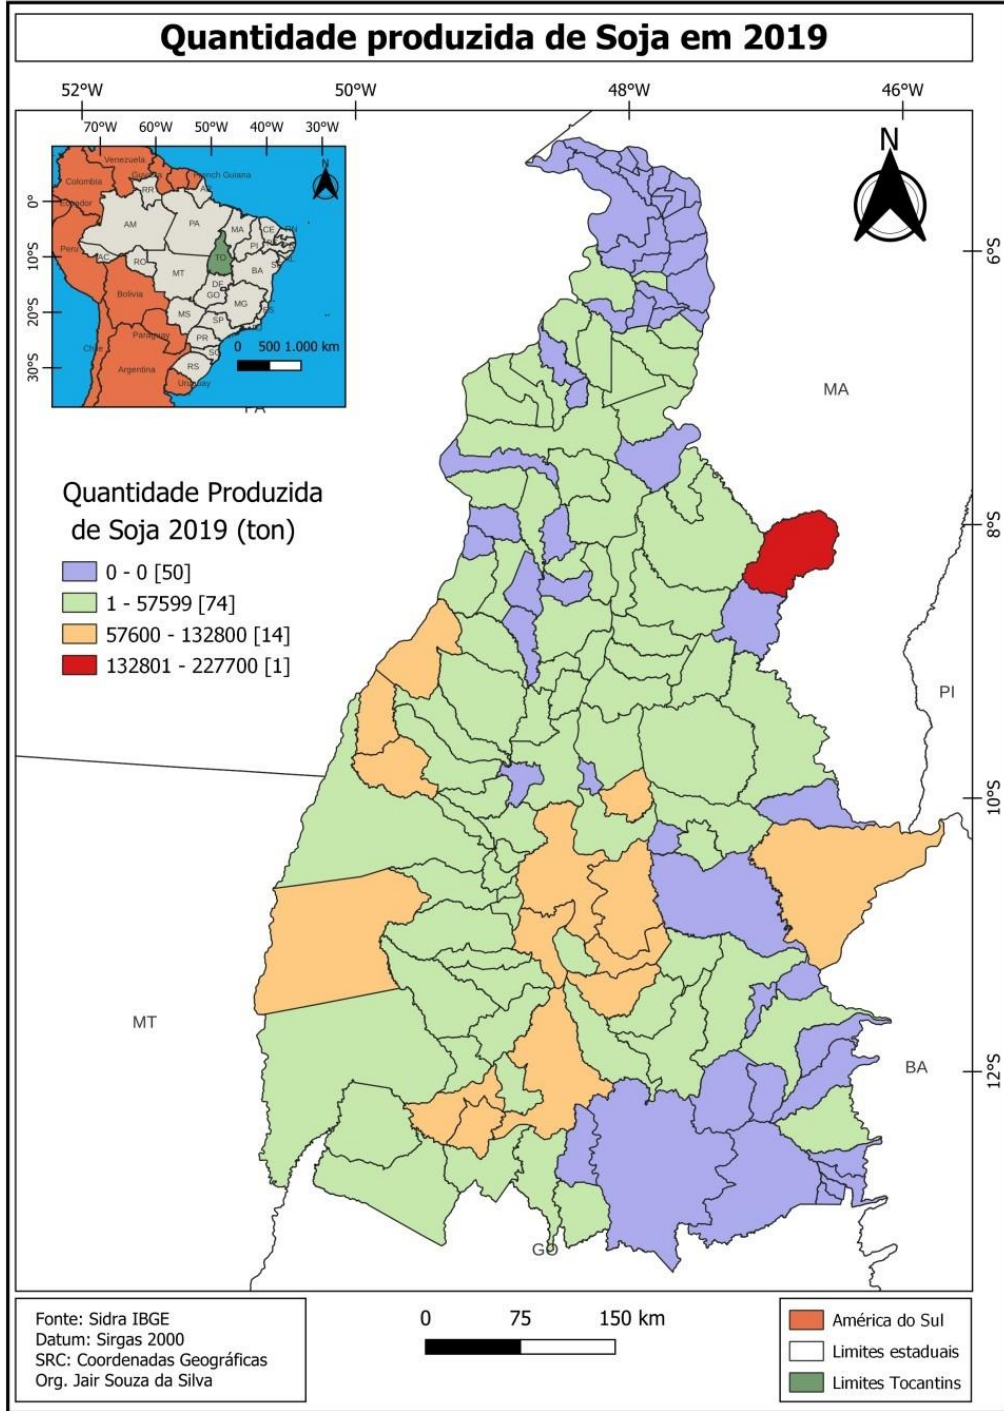 Quantidade produzida de Soja em 2019
52°W 50°W 48°W 46°W
70°W 60°W 50°W 40°W 30°W
N
N
Venezuela
French Guiana
Colombia
RR
Ecuador
0°
AM PA MA CE
6°S
Peru
PI
10°S
AC RO TO
MT BA
Bolivia
DF
GO
20°S
MS MG
SP
Paraguay
PR
Chile
SC
0 500 1.000 km
30°S
Argentina
RS
Uruguay
PA
MA
Quantidade Produzida
de Soja 2019 (ton)
8°S
0 - 0 [50]
1 - 57599 [74]
57600 - 132800 [14]
132801 - 227700 [1]
PI
10°S
MT
BA
12°S
GO
Fonte: Sidra IBGE
Datum: Sirgas 2000
SRC: Coordenadas Geográficas
Org. Jair Souza da Silva
0 75 150 km
América do Sul
Limites estaduais
Limites Tocantins